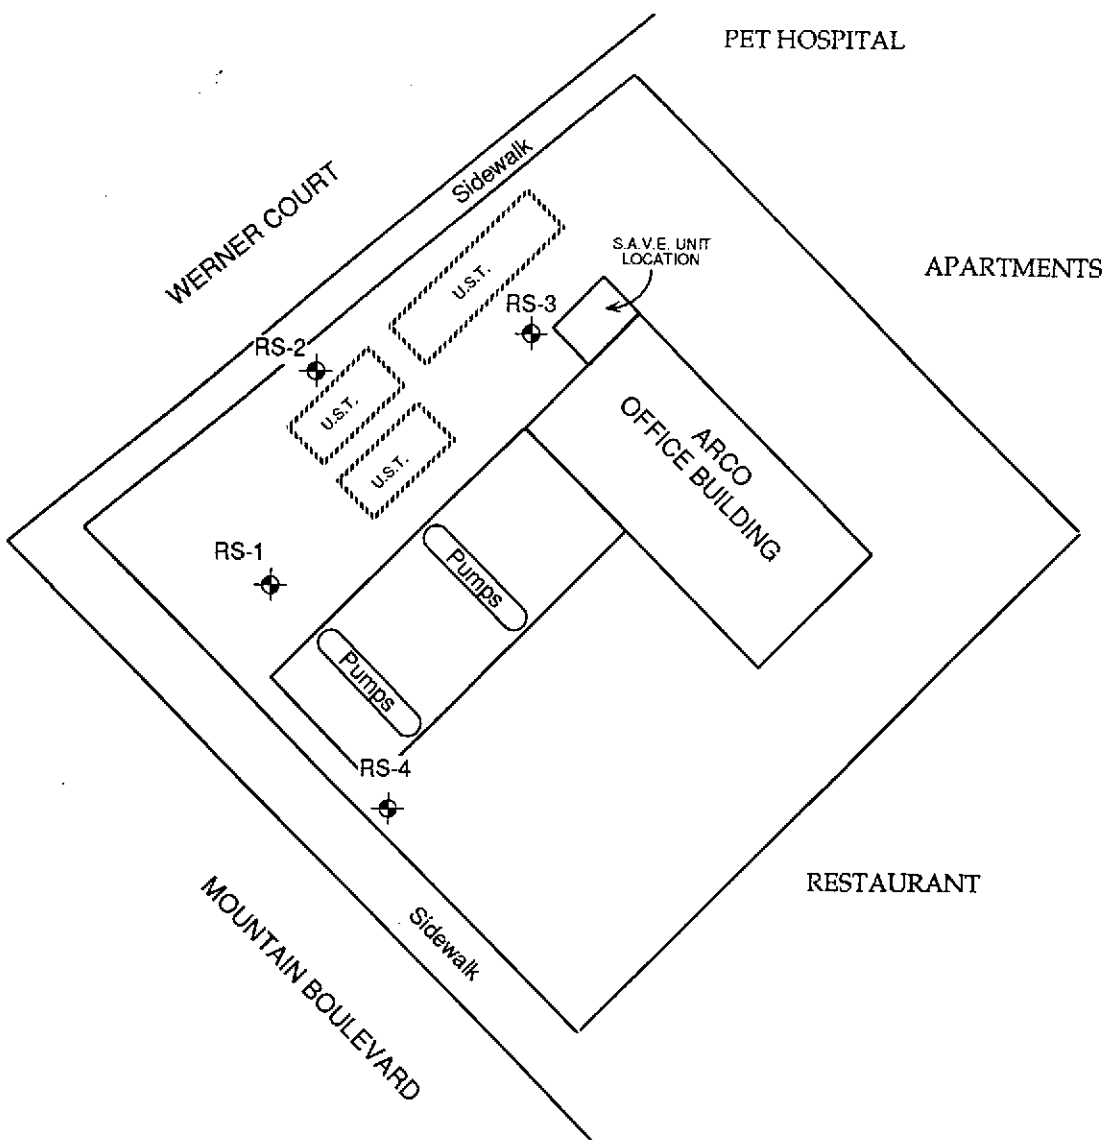 PET HOSPITAL
Sidewalk
WERNER COURT
S.A.V.E. UNIT
LOCATION
APARTMENTS
U.S.T.
RS-3
RS-2
U.S.T.
U.S.T.
ARCO
OFFICE BUILDING
RS-1
Pumps
Pumps
RS-4
RESTAURANT
Sidewalk
MOUNTAIN BOULEVARD